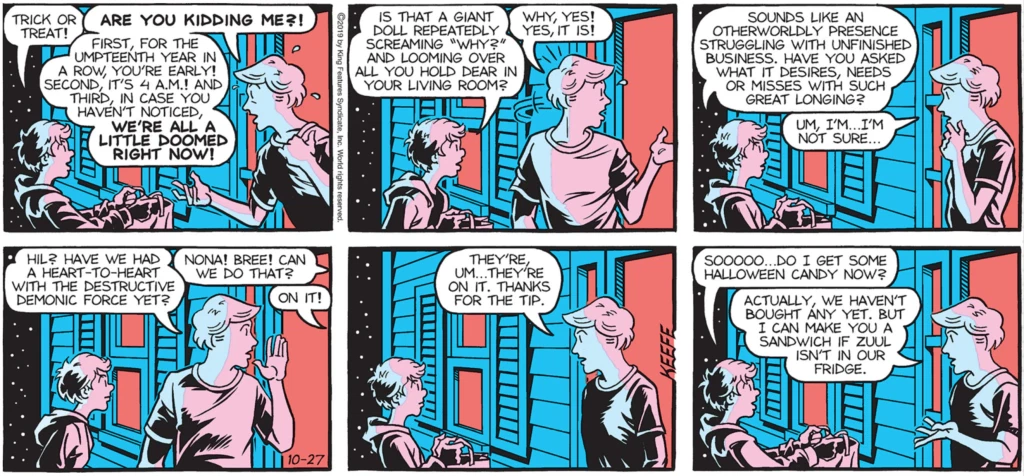 TRICK OR
TREAT!
ARE YOU KIDDING ME?!
FIRST, FOR THE
UMPTEENTH YEAR IN
A ROW, YOU'RE EARLY!
SECOND, IT'S 4 A.M.! AND
THIRD, IN CASE YOU
HAVEN'T NOTICED,
WE'RE ALL A
LITTLE DOOMED
RIGHT NOW!
©2019 by King Features Syndicate, Inc. World rights reserved.
IS THAT A GIANT
DOLL REPEATEDLY
SCREAMING "WHY?"
AND LOOMING OVER
ALL YOU HOLD DEAR IN
YOUR LIVING ROOM?
WHY, YES!
YES, IT IS!
SOUNDS LIKE AN
OTHERWORLDLY PRESENCE
STRUGGLING WITH UNFINISHED
BUSINESS. HAVE YOU ASKED
WHAT IT DESIRES, NEEDS
OR MISSES WITH SUCH
GREAT LONGING?
UM, I'M...I'M
NOT SURE...
HIL? HAVE WE HAD
A HEART-TO-HEART
WITH THE DESTRUCTIVE
DEMONIC FORCE YET?
NONA! BREE! CAN
WE DO THAT?
ON IT!
10-27
THEY'RE,
UM...THEY'RE
ON IT. THANKS
FOR THE TIP.
KEEFE
SOOOOO...DO I GET SOME
HALLOWEEN CANDY NOW?
ACTUALLY, WE HAVEN'T
BOUGHT ANY YET. BUT
I CAN MAKE YOU A
SANDWICH IF ZUUL
ISN'T IN OUR
FRIDGE.